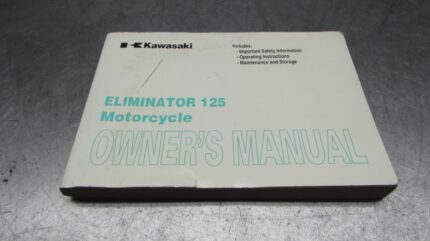 Kawasaki
Includes:
- Important Safety Information
- Operating Instructions
- Maintenance and Storage
ELIMINATOR 125
Motorcycle
OWNER'S MANUAL